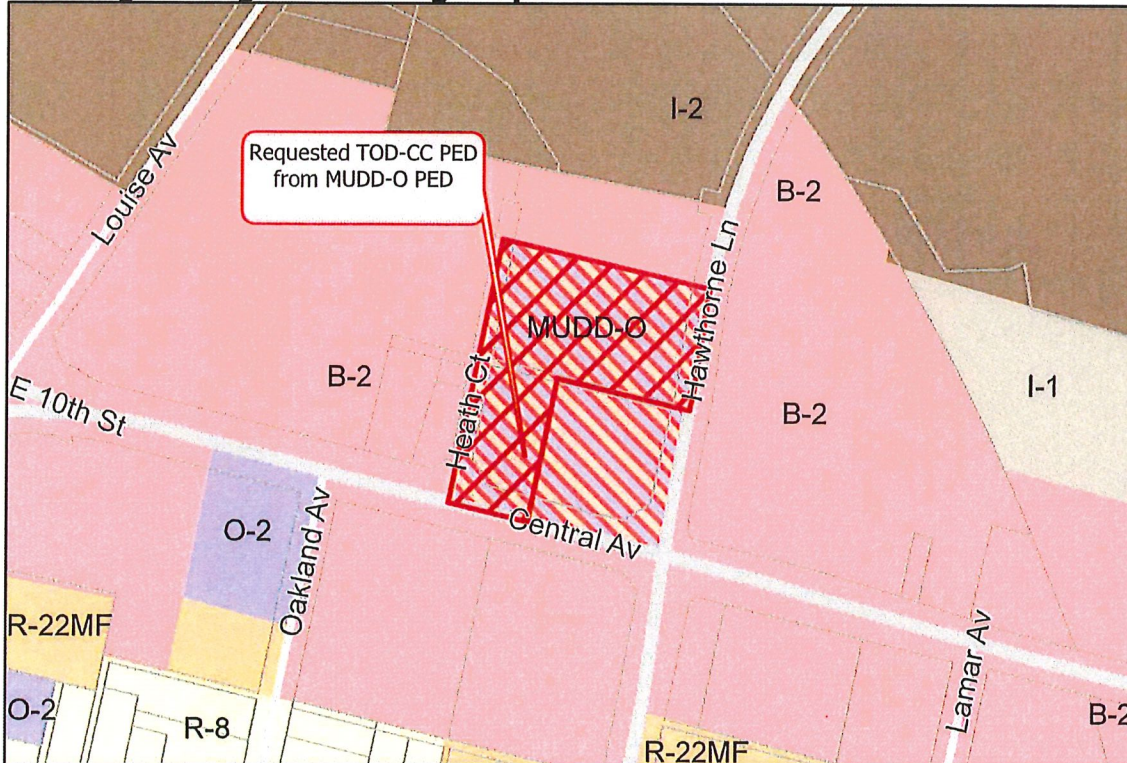 I-2
Requested TOD-CC PED
from MUDD-O PED
Louise Av
B-2
Hawthorne Ln
MUDD-O
B-2
Heath Ct
I-1
B-2
E 10th St
Central Av
O-2
Oakland Av
R-22MF
Lamar Av
O-2
R-8
B-2
R-22MF